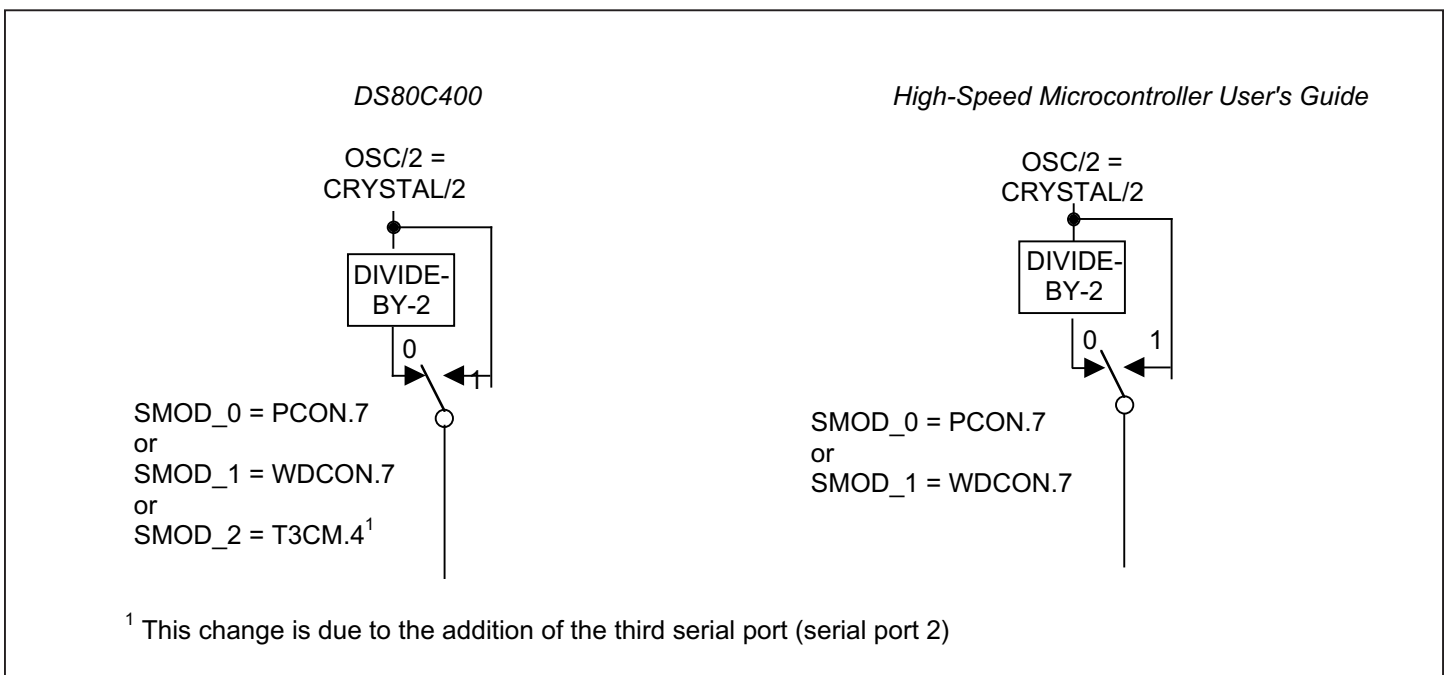 DS80C400
OSC/2 =
CRYSTAL/2
DIVIDE-
BY-2
0
1
SMOD_0 = PCON.7
or
SMOD_1 = WDCON.7
or
SMOD_2 = T3CM.4¹
High-Speed Microcontroller User's Guide
OSC/2 =
CRYSTAL/2
DIVIDE-
BY-2
0 1
SMOD_0 = PCON.7
or
SMOD_1 = WDCON.7
¹ This change is due to the addition of the third serial port (serial port 2)